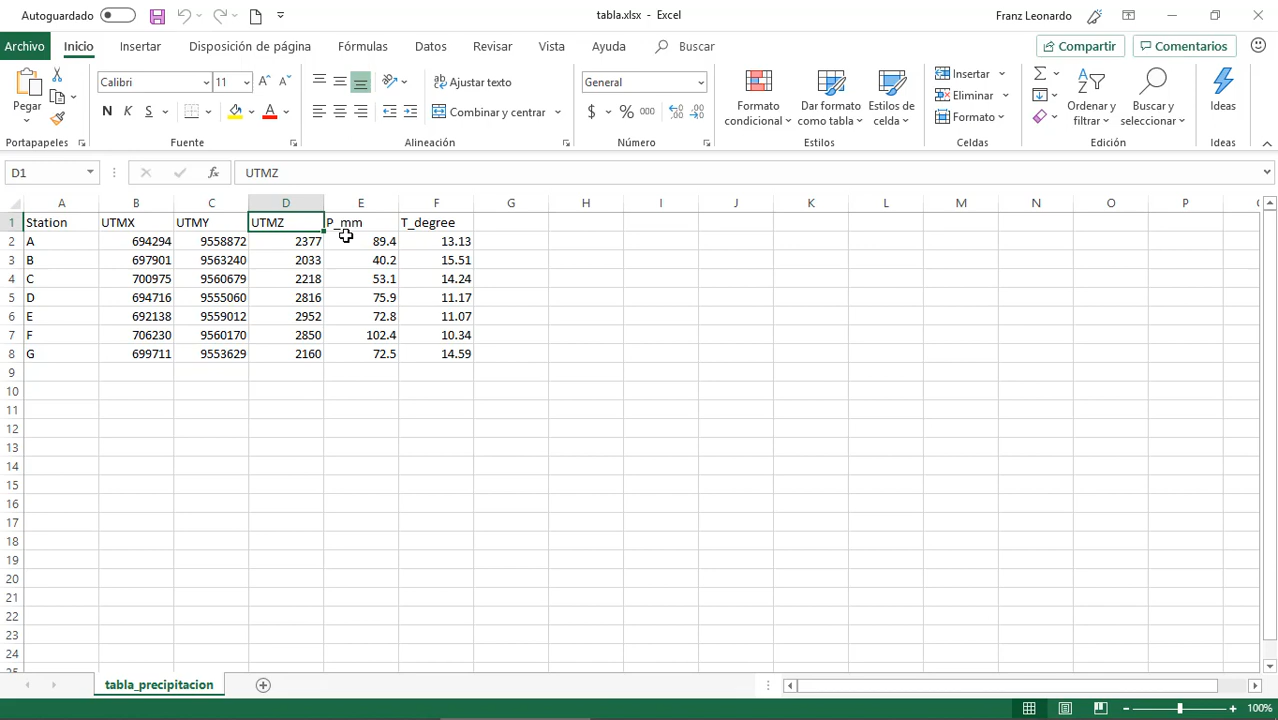 Autoguardado
tabla.xlsx - Excel
Franz Leonardo
Archivo Inicio Insertar Disposición de página Fórmulas Datos Revisar Vista Ayuda Buscar
Compartir Comentarios
Pegar
Calibri 11
N K S
Ajustar texto
Combinar y centrar
General
$ % 000
Formato condicional
Dar formato como tabla
Estilos de celda
Insertar
Eliminar
Formato
Ordenar y filtrar
Buscar y seleccionar
Ideas
Portapapeles Fuente Alineación Número Estilos Celdas Edición Ideas
D1 fx UTMZ
A B C D E F G H I J K L M N O P
1 Station UTMX UTMY UTMZ P_mm T_degree
2 A 694294 9558872 2377 89.4 13.13
3 B 697901 9563240 2033 40.2 15.51
4 C 700975 9560679 2218 53.1 14.24
5 D 694716 9555060 2816 75.9 11.17
6 E 692138 9559012 2952 72.8 11.07
7 F 706230 9560170 2850 102.4 10.34
8 G 699711 9553629 2160 72.5 14.59
9
10
11
12
13
14
15
16
17
18
19
20
21
22
23
24
25
tabla_precipitacion
100%